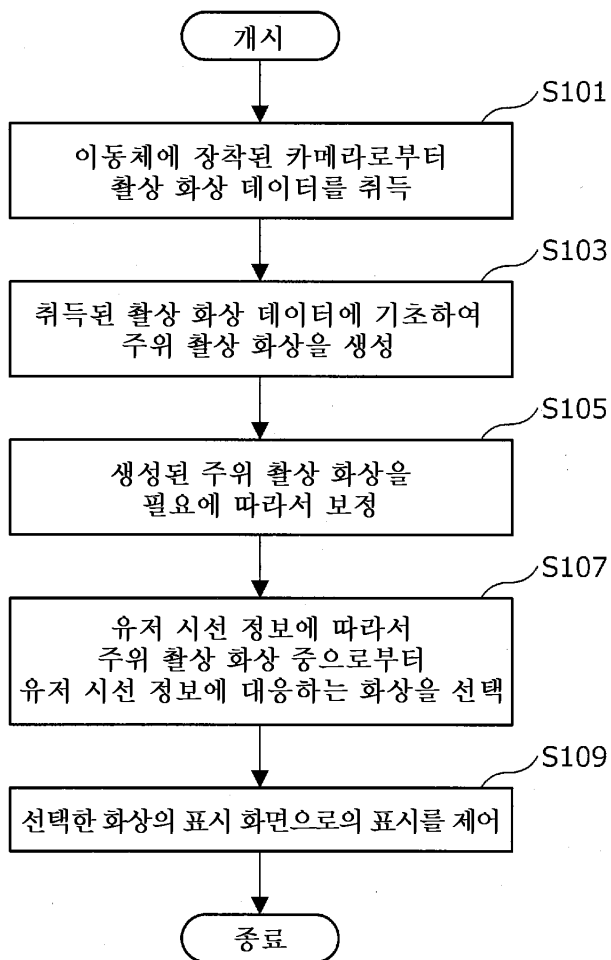 개시
S101
이동체에 장착된 카메라로부터
촬상 화상 데이터를 취득
S103
취득된 촬상 화상 데이터에 기초하여
주위 촬상 화상을 생성
S105
생성된 주위 촬상 화상을
필요에 따라서 보정
S107
유저 시선 정보에 따라서
주위 촬상 화상 중으로부터
유저 시선 정보에 대응하는 화상을 선택
S109
선택한 화상의 표시 화면으로의 표시를 제어
종료